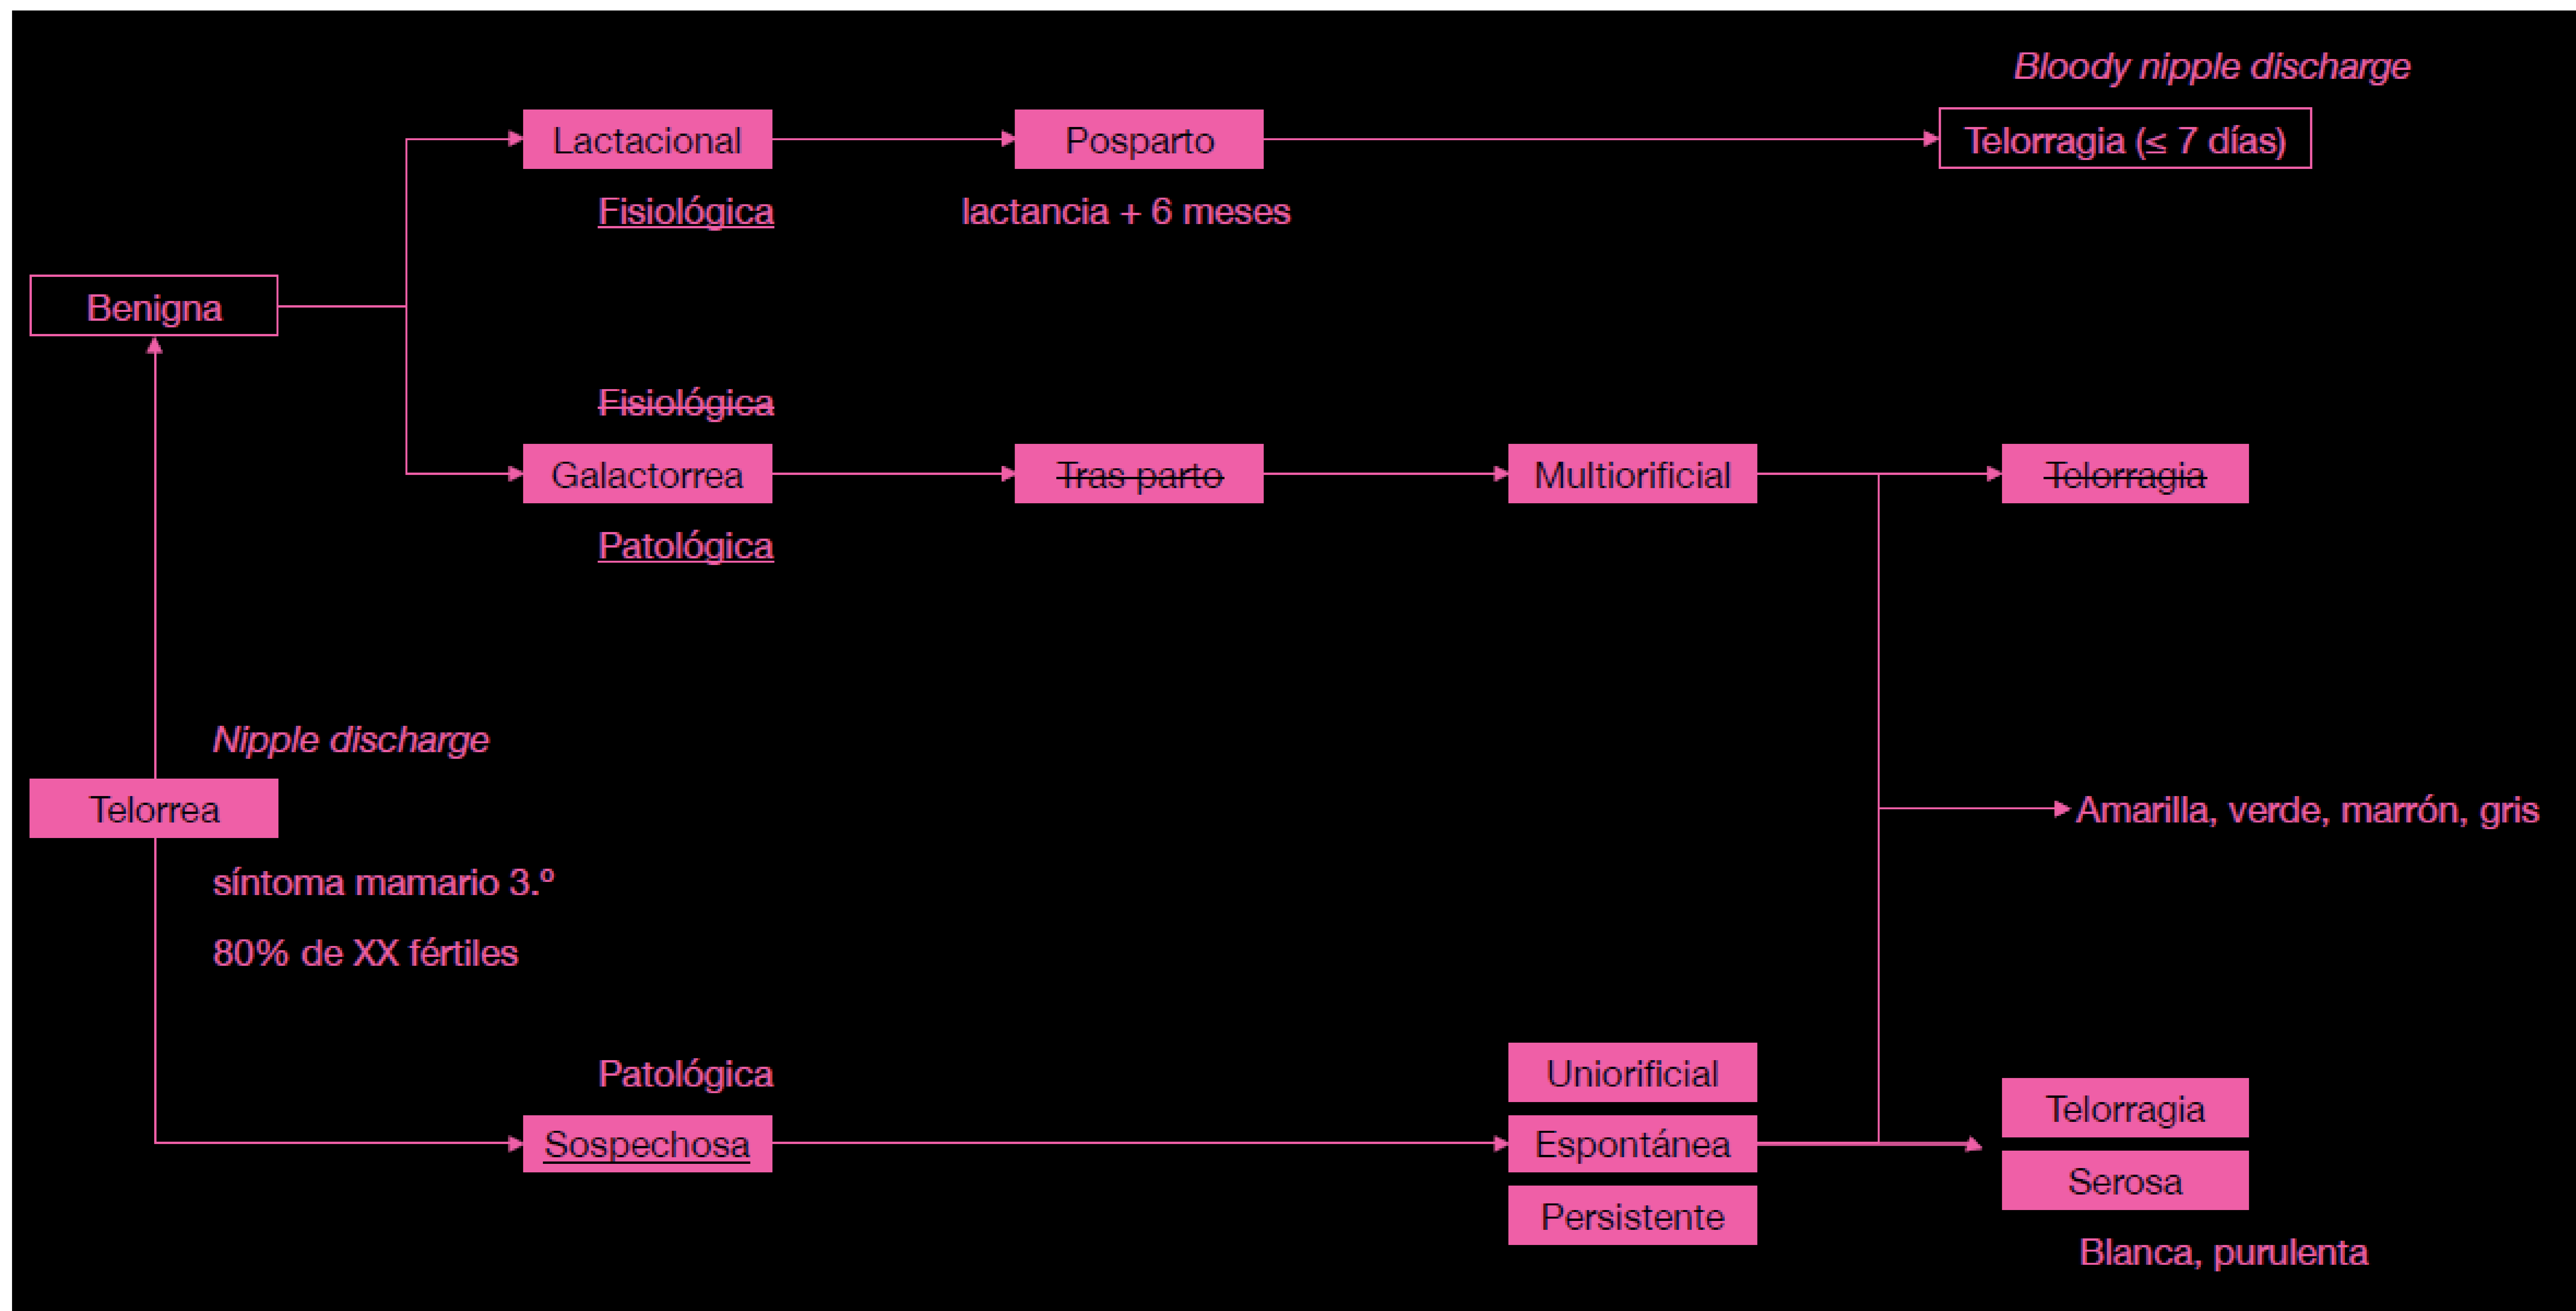 Bloody nipple discharge
Lactacional
Posparto
Telorragia (≤ 7 días)
Fisiológica
lactancia + 6 meses
Benigna
Fisiológica
Galactorrea
Tras parto
Multiorificial
Telorragia
Patológica
Nipple discharge
Telorrea
Amarilla, verde, marrón, gris
síntoma mamario 3.º
80% de XX fértiles
Patológica
Uniorificial
Sospechosa
Espontánea
Telorragia
Serosa
Persistente
Blanca, purulenta